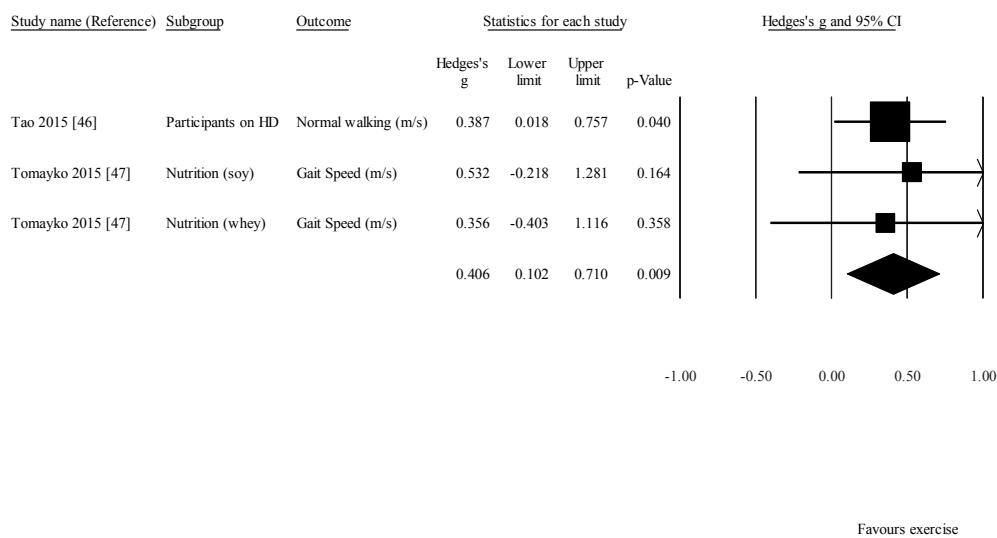 Study name (Reference) Subgroup Outcome Statistics for each study Hedges's g and 95% CI
Hedges's Lower Upper
g limit limit p-Value
Tao 2015 [46] Participants on HD Normal walking (m/s) 0.387 0.018 0.757 0.040
Tomayko 2015 [47] Nutrition (soy) Gait Speed (m/s) 0.532 -0.218 1.281 0.164
Tomayko 2015 [47] Nutrition (whey) Gait Speed (m/s) 0.356 -0.403 1.116 0.358
0.406 0.102 0.710 0.009
-1.00 -0.50 0.00 0.50 1.00
Favours exercise